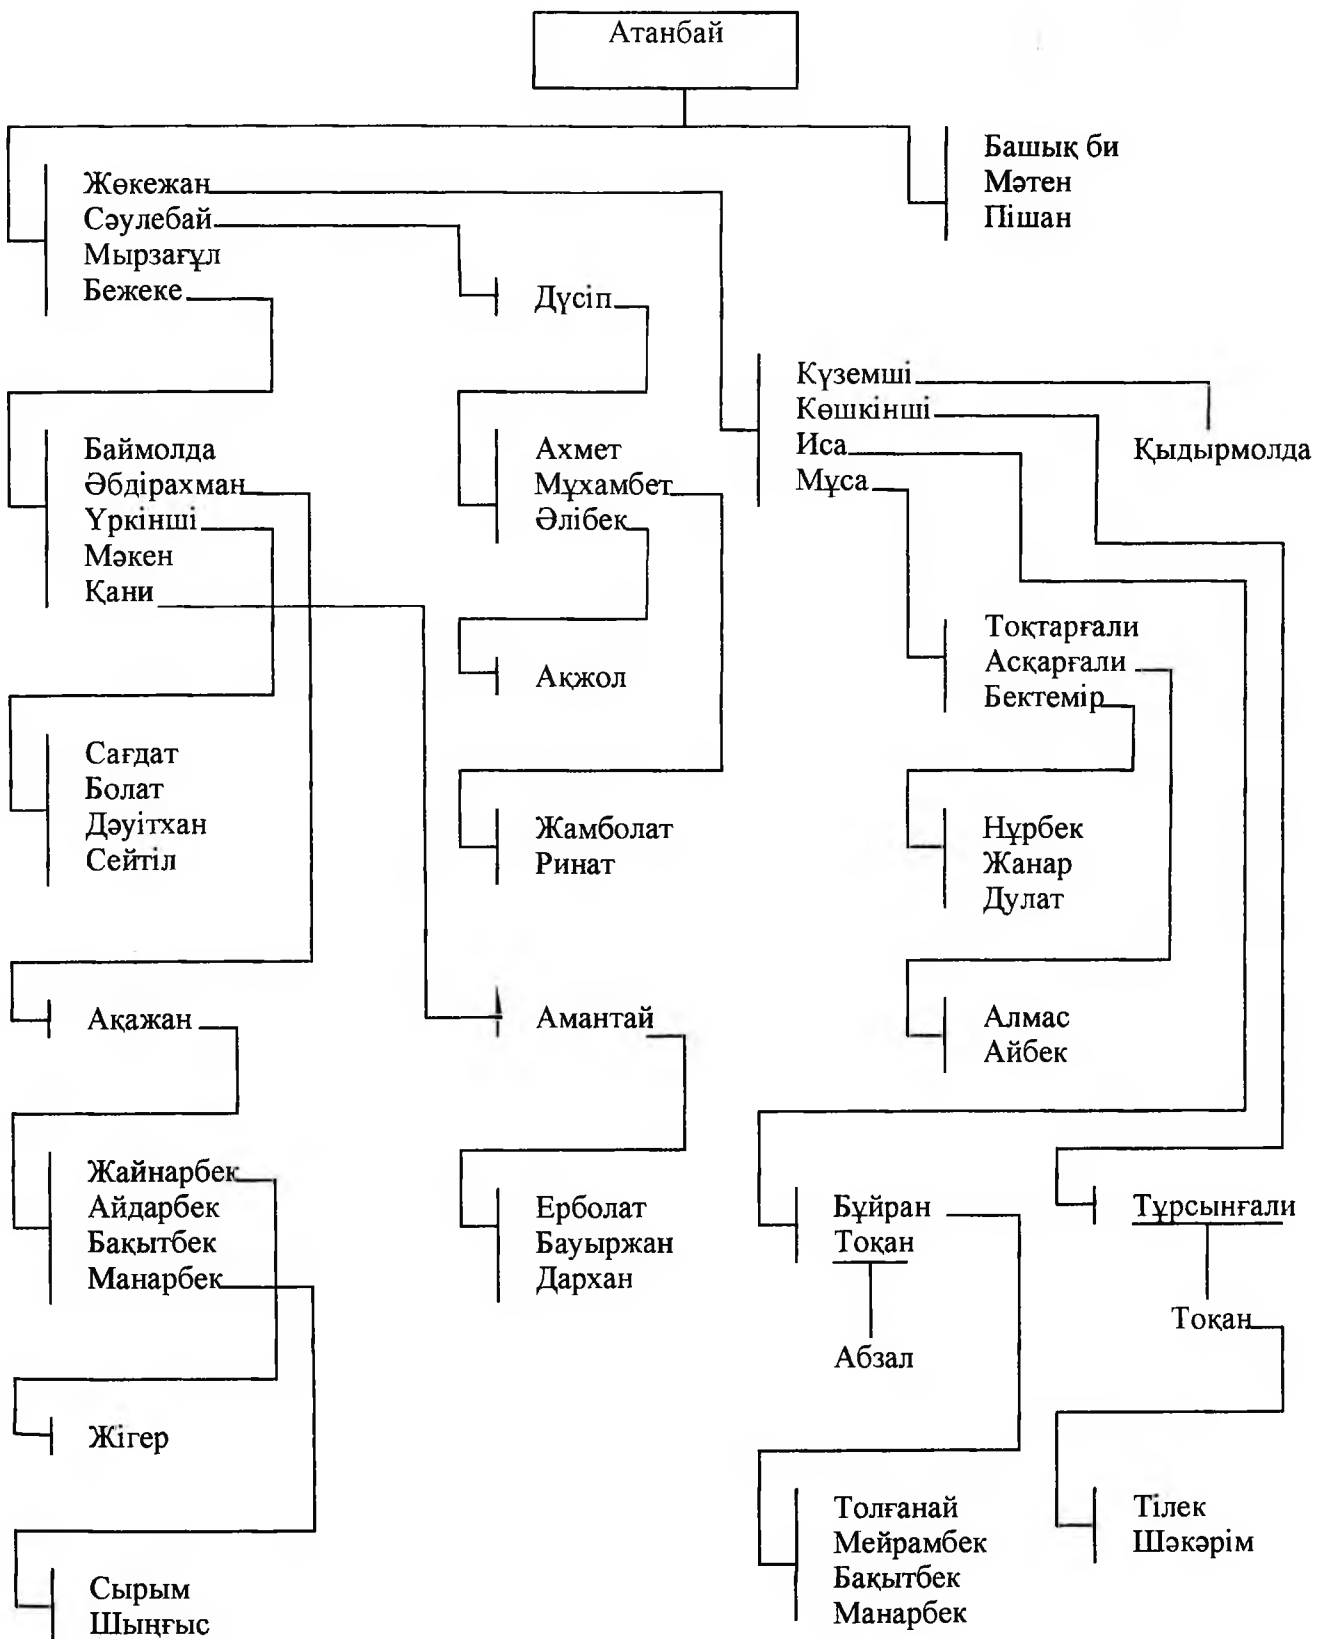 Атанбай
Жөкежан
Сәулебай
Мырзағұл
Бежеке
Башық би
Мәтен
Пішан
Дүсіп
Күземші
Көшкінші
Иса
Мұса
Қыдырмолда
Баймолда
Әбдірахман
Үркінші
Мәкен
Қани
Ахмет
Мұхамбет
Әлібек
Ақжол
Тоқтарғали
Асқарғали
Бектемір
Сағдат
Болат
Дәуітхан
Сейтіл
Жамболат
Ринат
Нұрбек
Жанар
Дулат
Ақажан
Амантай
Алмас
Айбек
Жайнарбек
Айдарбек
Бақытбек
Манарбек
Ерболат
Бауыржан
Дархан
Бұйран
Тоқан
Абзал
Тұрсынғали
Тоқан
Жігер
Толғанай
Мейрамбек
Бақытбек
Манарбек
Тілек
Шәкәрім
Сырым
Шыңғыс